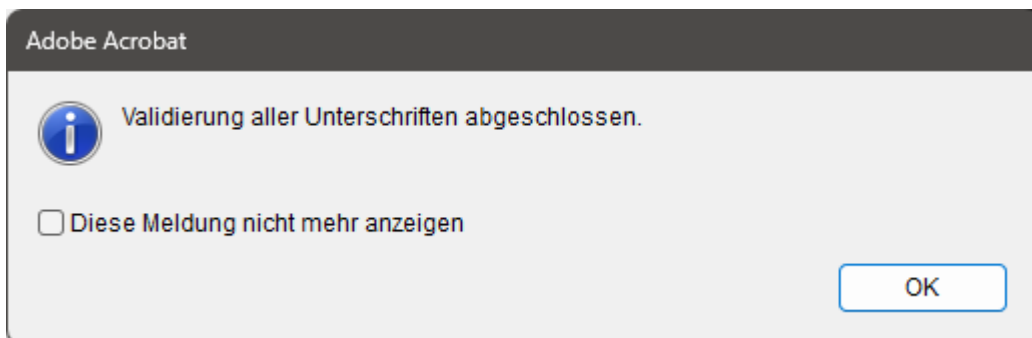 Adobe Acrobat
Validierung aller Unterschriften abgeschlossen.
Diese Meldung nicht mehr anzeigen
OK